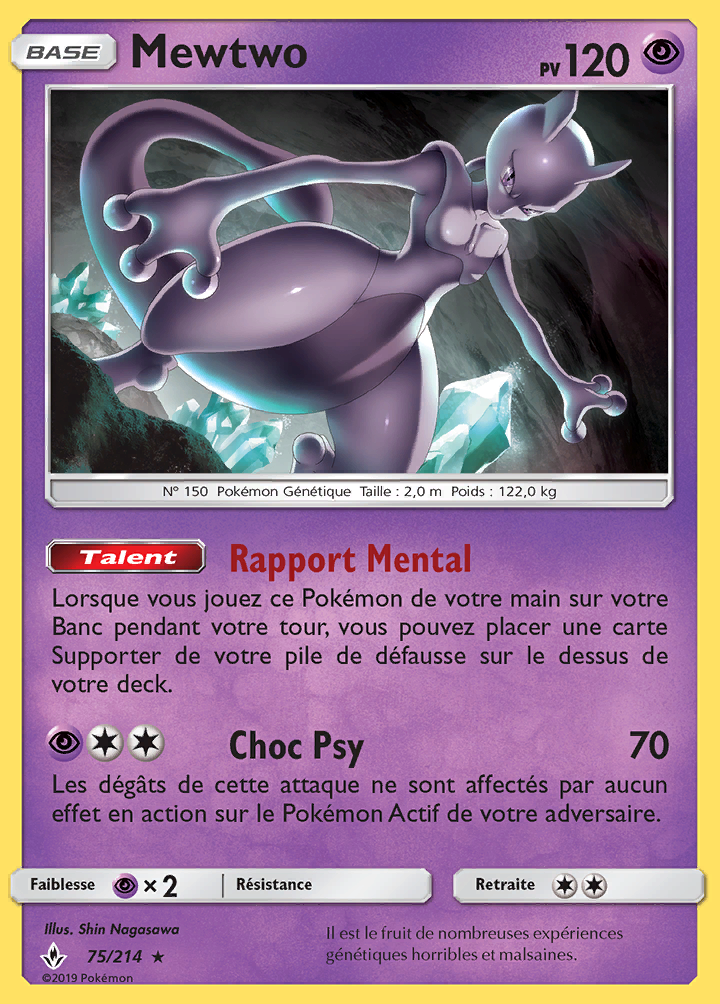 BASE Mewtwo PV 120
N° 150 Pokémon Génétique Taille : 2,0 m Poids : 122,0 kg
Talent Rapport Mental
Lorsque vous jouez ce Pokémon de votre main sur votre
Banc pendant votre tour, vous pouvez placer une carte
Supporter de votre pile de défausse sur le dessus de
votre deck.
Choc Psy 70
Les dégâts de cette attaque ne sont affectés par aucun
effet en action sur le Pokémon Actif de votre adversaire.
Faiblesse × 2 Résistance Retraite
Illus. Shin Nagasawa
75/214 ★
©2019 Pokémon
Il est le fruit de nombreuses expériences
génétiques horribles et malsaines.